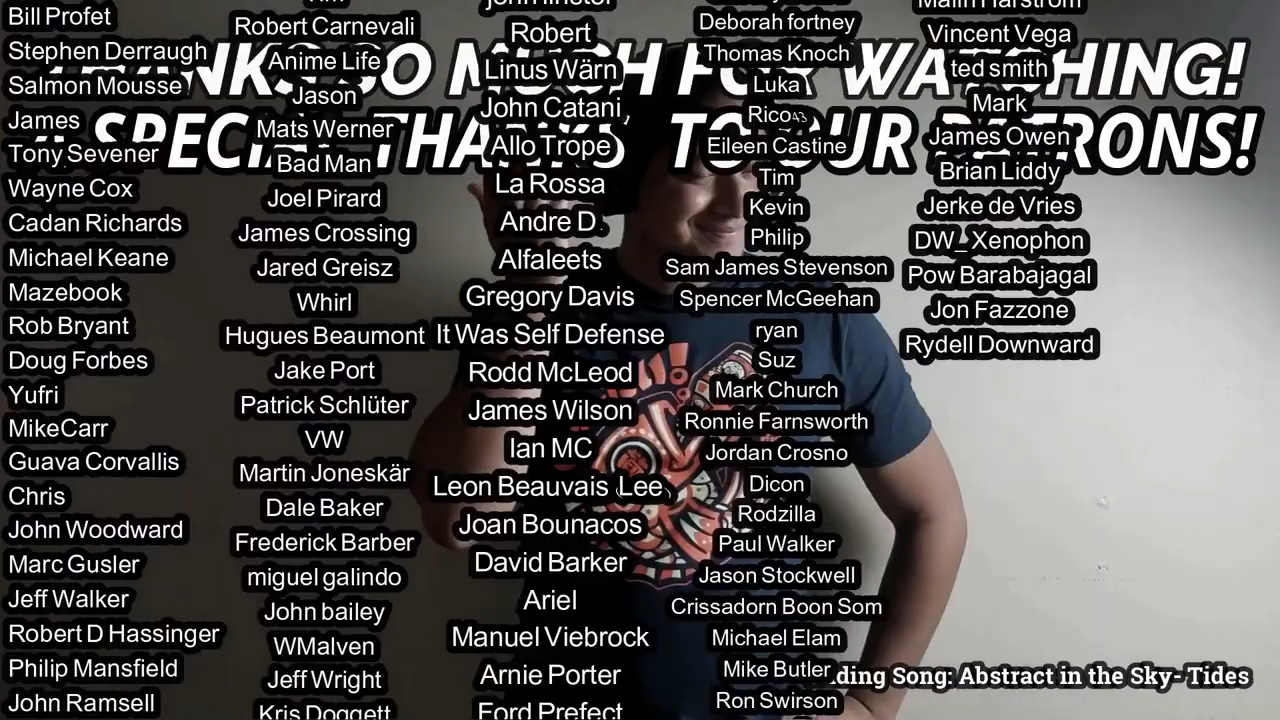 THANKS SO MUCH FOR WATCHING!
A SPECIAL THANKS TO OUR PATRONS!
Bill Profet
Stephen Derraugh
Salmon Mousse
James
Tony Sevener
Wayne Cox
Cadan Richards
Michael Keane
Mazebook
Rob Bryant
Doug Forbes
Yufri
MikeCarr
Guava Corvallis
Chris
John Woodward
Marc Gusler
Jeff Walker
Robert D Hassinger
Philip Mansfield
John Ramsell
Robert Carnevali
Anime Life
Jason
Mats Werner
Bad Man
Joel Pirard
James Crossing
Jared Greisz
Whirl
Hugues Beaumont
Jake Port
Patrick Schlüter
VW
Martin Joneskär
Dale Baker
Frederick Barber
miguel galindo
John bailey
WMalven
Jeff Wright
Kris Doggett
Robert
Linus Wärn
John Catani,
Allo Trope
La Rossa
Andre D.
Alfaleets
Gregory Davis
It Was Self Defense
Rodd McLeod
James Wilson
Ian MC
Leon Beauvais Lee
Joan Bounacos
David Barker
Ariel
Manuel Viebrock
Arnie Porter
Ford Prefect
Deborah fortney
Thomas Knoch
Luka
Rico
Eileen Castine
Tim
Kevin
Philip
Sam James Stevenson
Spencer McGeehan
ryan
Suz
Mark Church
Ronnie Farnsworth
Jordan Crosno
Dicon
Rodzilla
Paul Walker
Jason Stockwell
Crissadorn Boon Som
Michael Elam
Mike Butler
Ron Swirson
Vincent Vega
ted smith
Mark
James Owen
Brian Liddy
Jerke de Vries
DW_Xenophon
Pow Barabajagal
Jon Fazzone
Rydell Downward
Song: Abstract in the Sky- Tides